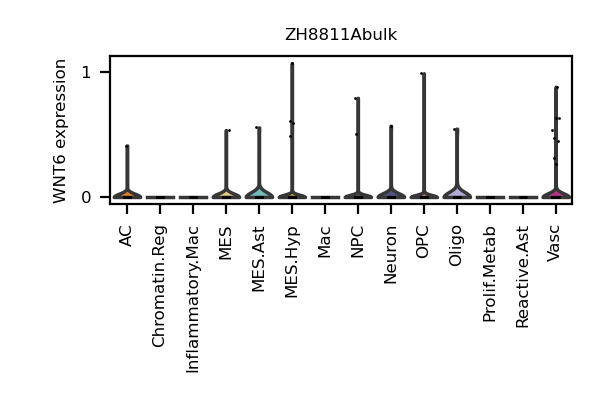 ZH8811Abulk
WNT6 expression
1
0
AC
Chromatin.Reg
Inflammatory.Mac
MES
MES.Ast
MES.Hyp
Mac
NPC
Neuron
OPC
Oligo
Prolif.Metab
Reactive.Ast
Vasc